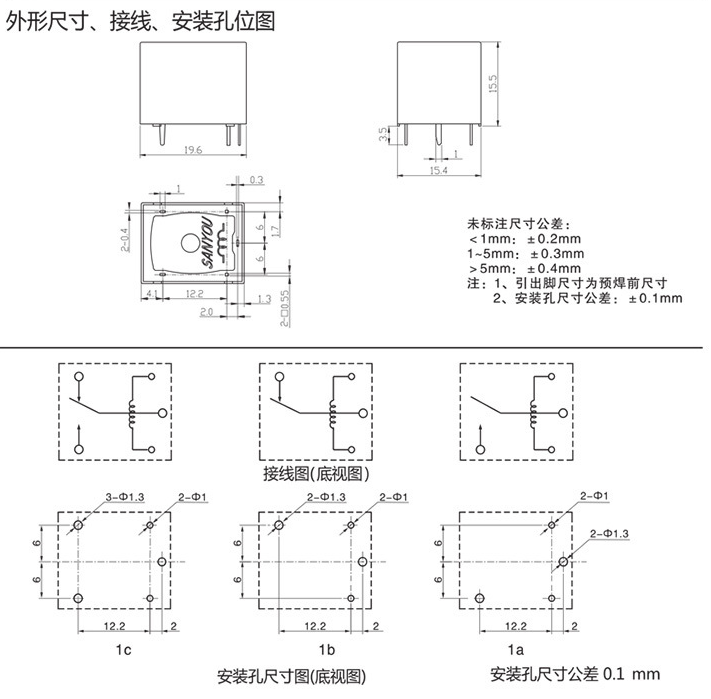 外形尺寸、接线、安装孔位图
15.5
3.5
19.6
1
15.4
1
0.3
2-0.4
SANYOU
6
1.7
6
未标注尺寸公差：
<1mm：±0.2mm
1~5mm：±0.3mm
>5mm：±0.4mm
注：1、引出脚尺寸为预焊前尺寸
2、安装孔尺寸公差：±0.1mm
4.1
12.2
1.3
2.0
2-□0.55
接线图(底视图)
3-Φ1.3
2-Φ1
2-Φ1.3
2-Φ1
2-Φ1
2-Φ1.3
6
6
6
6
6
6
12.2
2
12.2
2
12.2
2
1c
1b
1a
安装孔尺寸图(底视图)
安装孔尺寸公差 0.1 mm